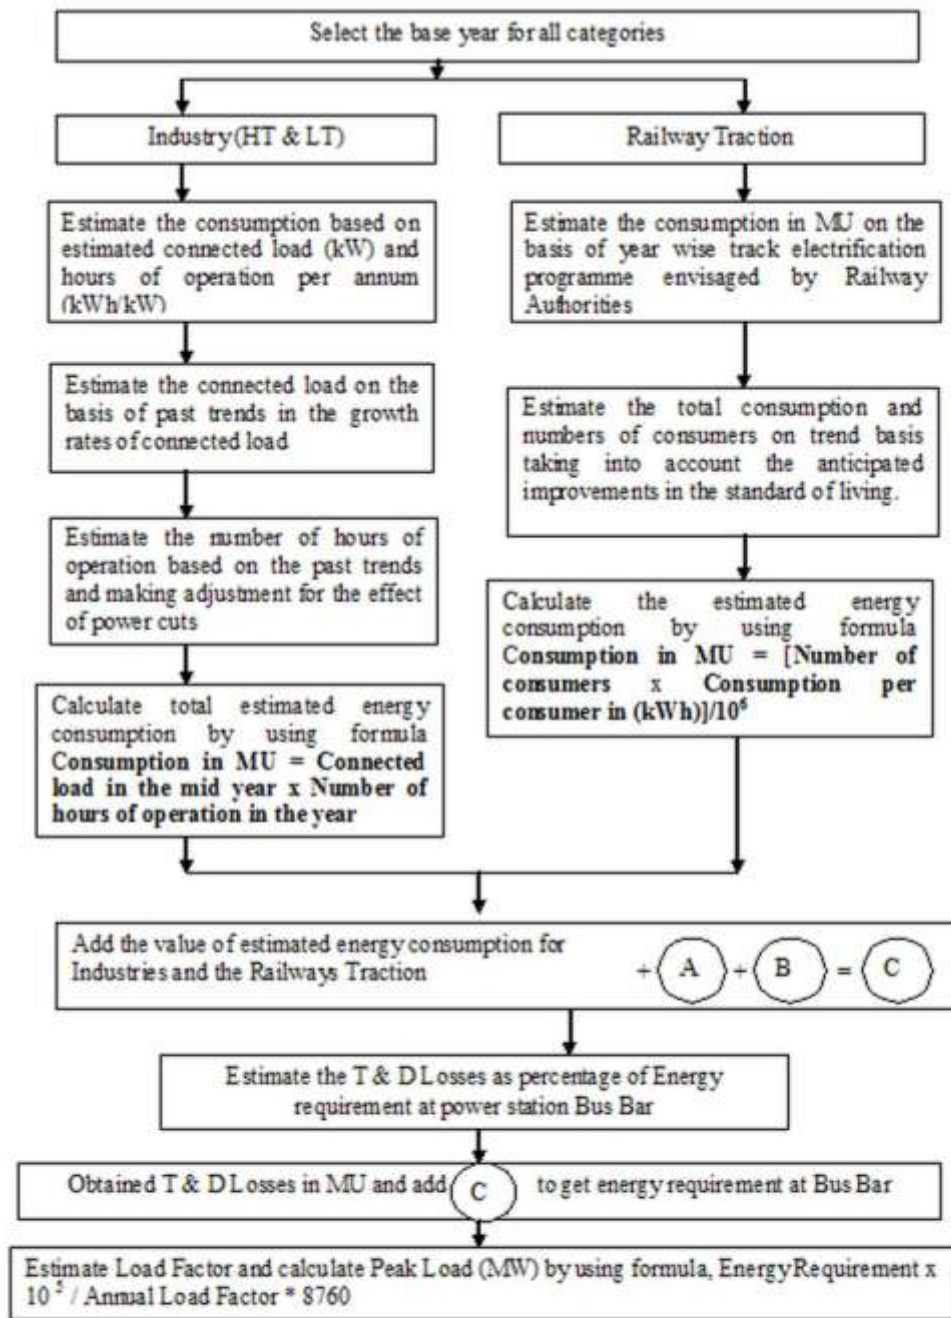 Select the base year for all categories
Industry (HT & LT)
Railway Traction
Estimate the consumption based on
estimated connected load (kW) and
hours of operation per annum
(kWh/kW)
Estimate the consumption in MU on the
basis of year wise track electrification
programme envisaged by Railway
Authorities
Estimate the connected load on the
basis of past trends in the growth
rates of connected load
Estimate the total consumption and
numbers of consumers on trend basis
taking into account the anticipated
improvements in the standard of living.
Estimate the number of hours of
operation based on the past trends
and making adjustment for the effect
of power cuts
Calculate the estimated energy
consumption by using formula
Consumption in MU = [Number of
consumers x Consumption per
consumer in (kWh)]/10⁶
Calculate total estimated energy
consumption by using formula
Consumption in MU = Connected
load in the mid year x Number of
hours of operation in the year
Add the value of estimated energy consumption for
Industries and the Railways Traction + A + B = C
Estimate the T & D Losses as percentage of Energy
requirement at power station Bus Bar
Obtained T & D Losses in MU and add C to get energy requirement at Bus Bar
Estimate Load Factor and calculate Peak Load (MW) by using formula, Energy Requirement x
10⁵ / Annual Load Factor * 8760